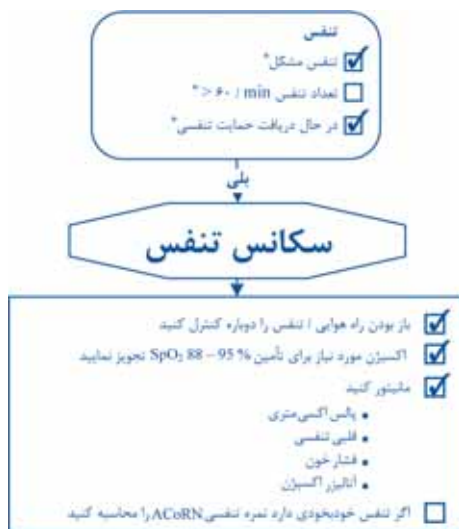 تنفس
تنفس مشکل*
تعداد تنفس ۶۰ < / min*
در حال دریافت حمایت تنفسی*
بلی
سکانس تنفس
باز بودن راه هوایی / تنفس را دوباره کنترل کنید
اکسیژن مورد نیاز برای تأمین SpO₂ 88 – 95 % تجویز نمایید
مانیتور کنید
• پالس اکسی‌متری
• قلبی تنفسی
• فشار خون
• آنالیزر اکسیژن
اگر تنفس خودبخودی دارد نمره تنفسی ACoRN را محاسبه کنید